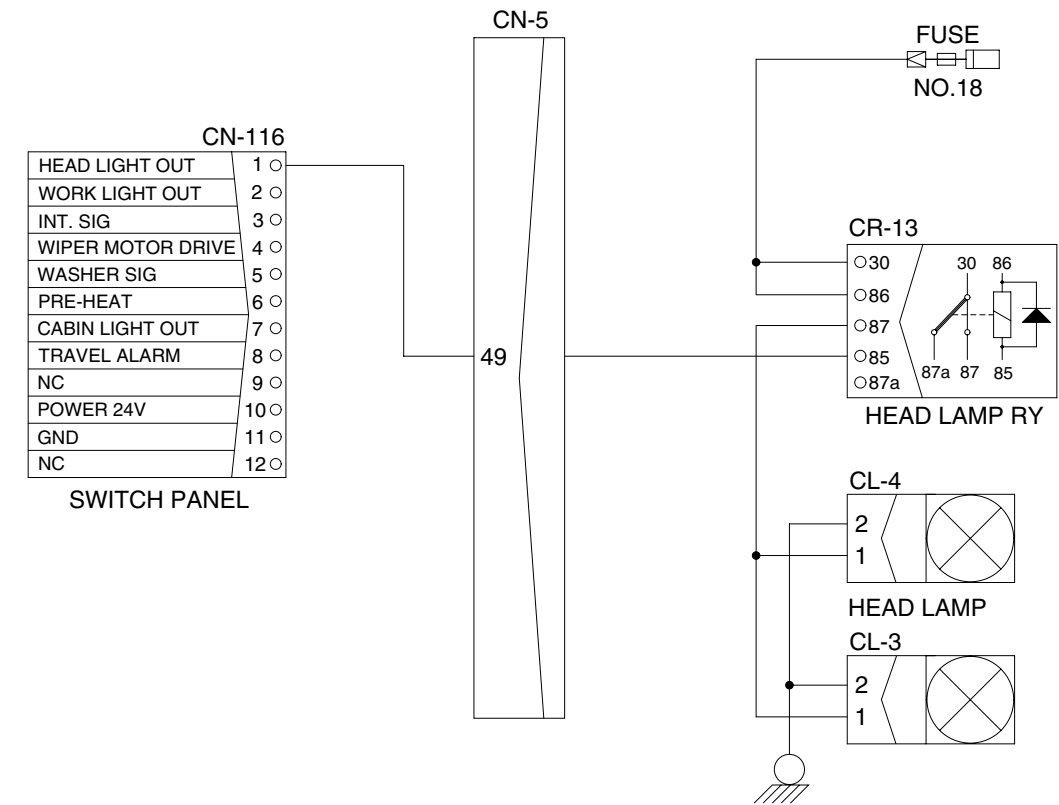 CN-5
FUSE
NO.18
CN-116
HEAD LIGHT OUT 1
WORK LIGHT OUT 2
INT. SIG 3
WIPER MOTOR DRIVE 4
WASHER SIG 5
PRE-HEAT 6
CABIN LIGHT OUT 7
TRAVEL ALARM 8
NC 9
POWER 24V 10
GND 11
NC 12
SWITCH PANEL
49
CR-13
30
86
87
85
87a
30 86
87a 87 85
HEAD LAMP RY
CL-4
2
1
HEAD LAMP
CL-3
2
1